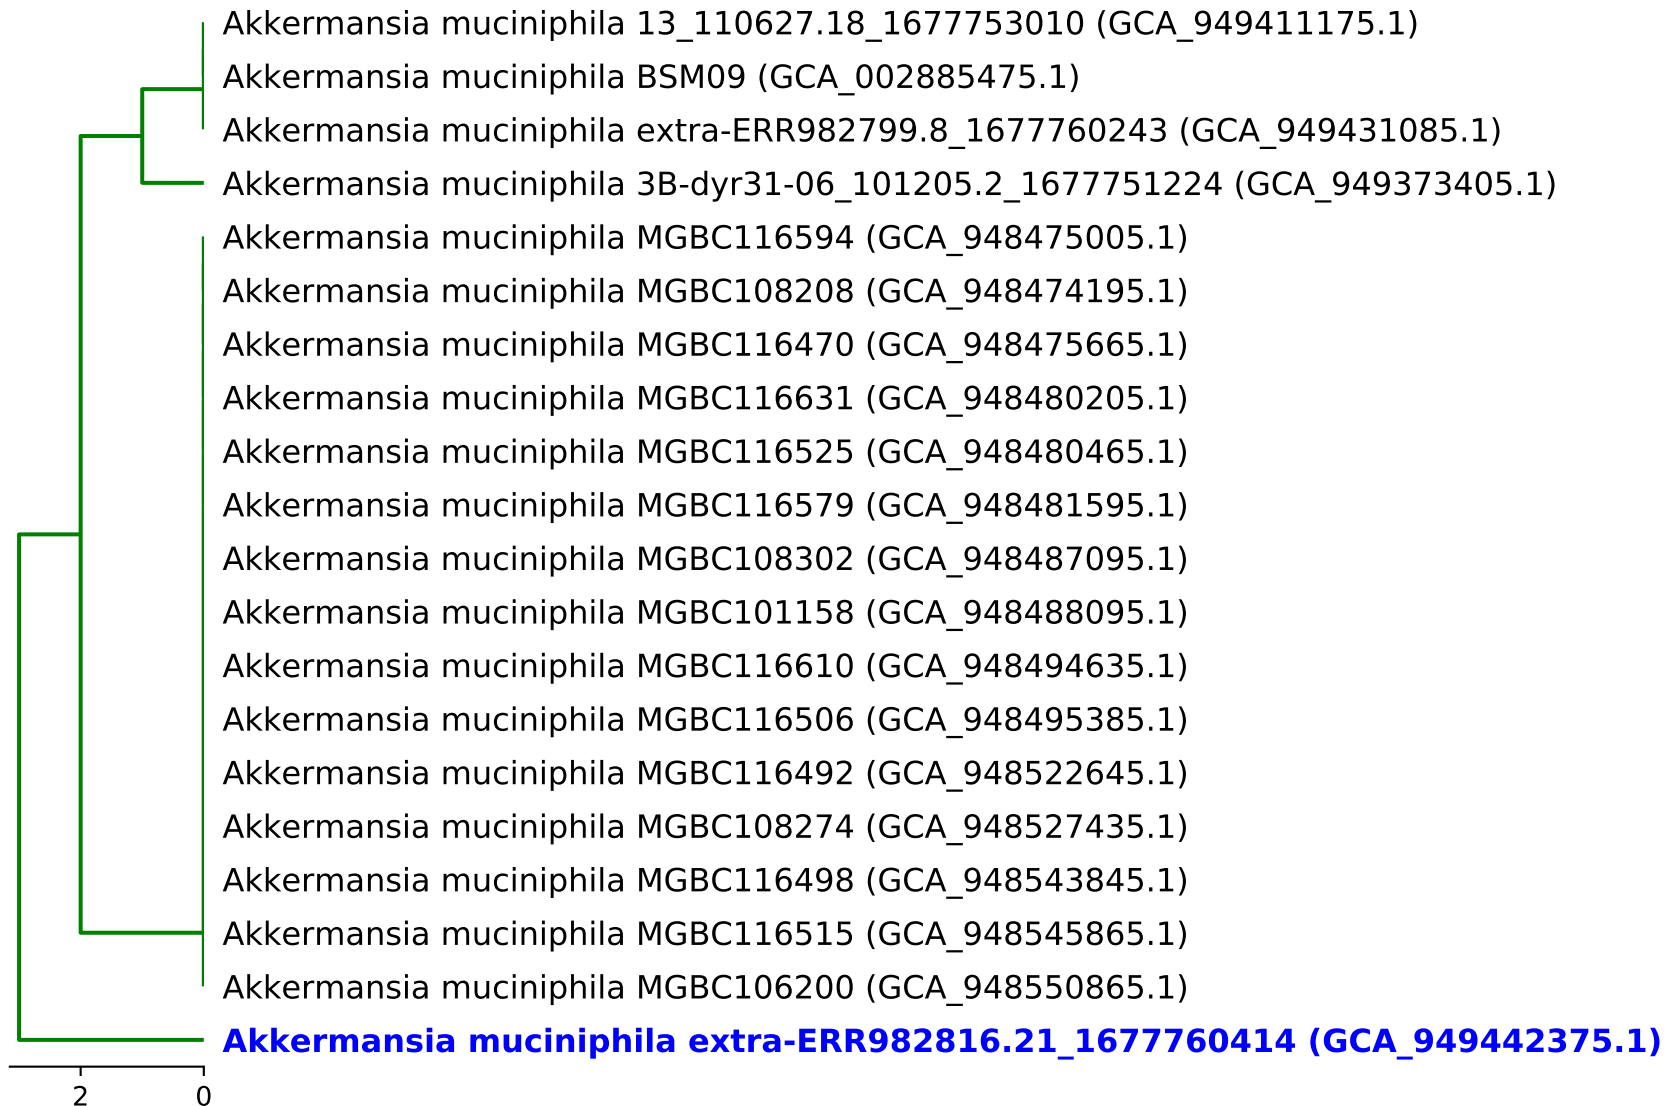 Akkermansia muciniphila 13_110627.18_1677753010 (GCA_949411175.1)
Akkermansia muciniphila BSM09 (GCA_002885475.1)
Akkermansia muciniphila extra-ERR982799.8_1677760243 (GCA_949431085.1)
Akkermansia muciniphila 3B-dyr31-06_101205.2_1677751224 (GCA_949373405.1)
Akkermansia muciniphila MGBC116594 (GCA_948475005.1)
Akkermansia muciniphila MGBC108208 (GCA_948474195.1)
Akkermansia muciniphila MGBC116470 (GCA_948475665.1)
Akkermansia muciniphila MGBC116631 (GCA_948480205.1)
Akkermansia muciniphila MGBC116525 (GCA_948480465.1)
Akkermansia muciniphila MGBC116579 (GCA_948481595.1)
Akkermansia muciniphila MGBC108302 (GCA_948487095.1)
Akkermansia muciniphila MGBC101158 (GCA_948488095.1)
Akkermansia muciniphila MGBC116610 (GCA_948494635.1)
Akkermansia muciniphila MGBC116506 (GCA_948495385.1)
Akkermansia muciniphila MGBC116492 (GCA_948522645.1)
Akkermansia muciniphila MGBC108274 (GCA_948527435.1)
Akkermansia muciniphila MGBC116498 (GCA_948543845.1)
Akkermansia muciniphila MGBC116515 (GCA_948545865.1)
Akkermansia muciniphila MGBC106200 (GCA_948550865.1)
Akkermansia muciniphila extra-ERR982816.21_1677760414 (GCA_949442375.1)
2 0